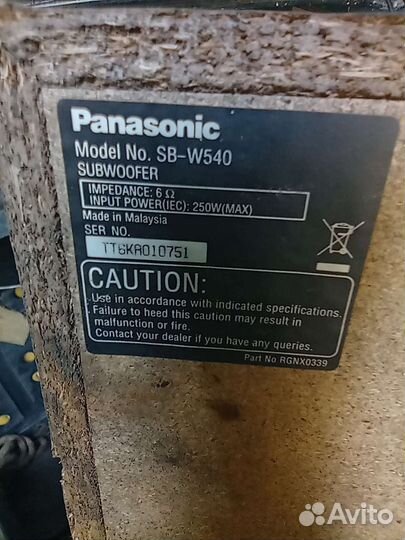 Panasonic
Model No. SB-W540
SUBWOOFER
IMPEDANCE: 6 Ω
INPUT POWER(IEC): 250W(MAX)
Made in Malaysia
SER NO.
TT6KA010751
CAUTION:
Use in accordance with indicated specifications.
Failure to heed this caution may result in
malfunction or fire.
Contact your dealer if you have any queries.
Part No RGNX0339
Avito